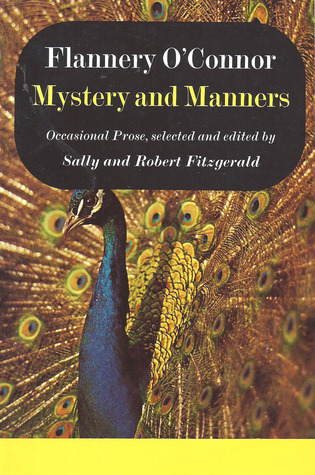 Flannery O'Connor
Mystery and Manners
Occasional Prose, selected and edited by
Sally and Robert Fitzgerald